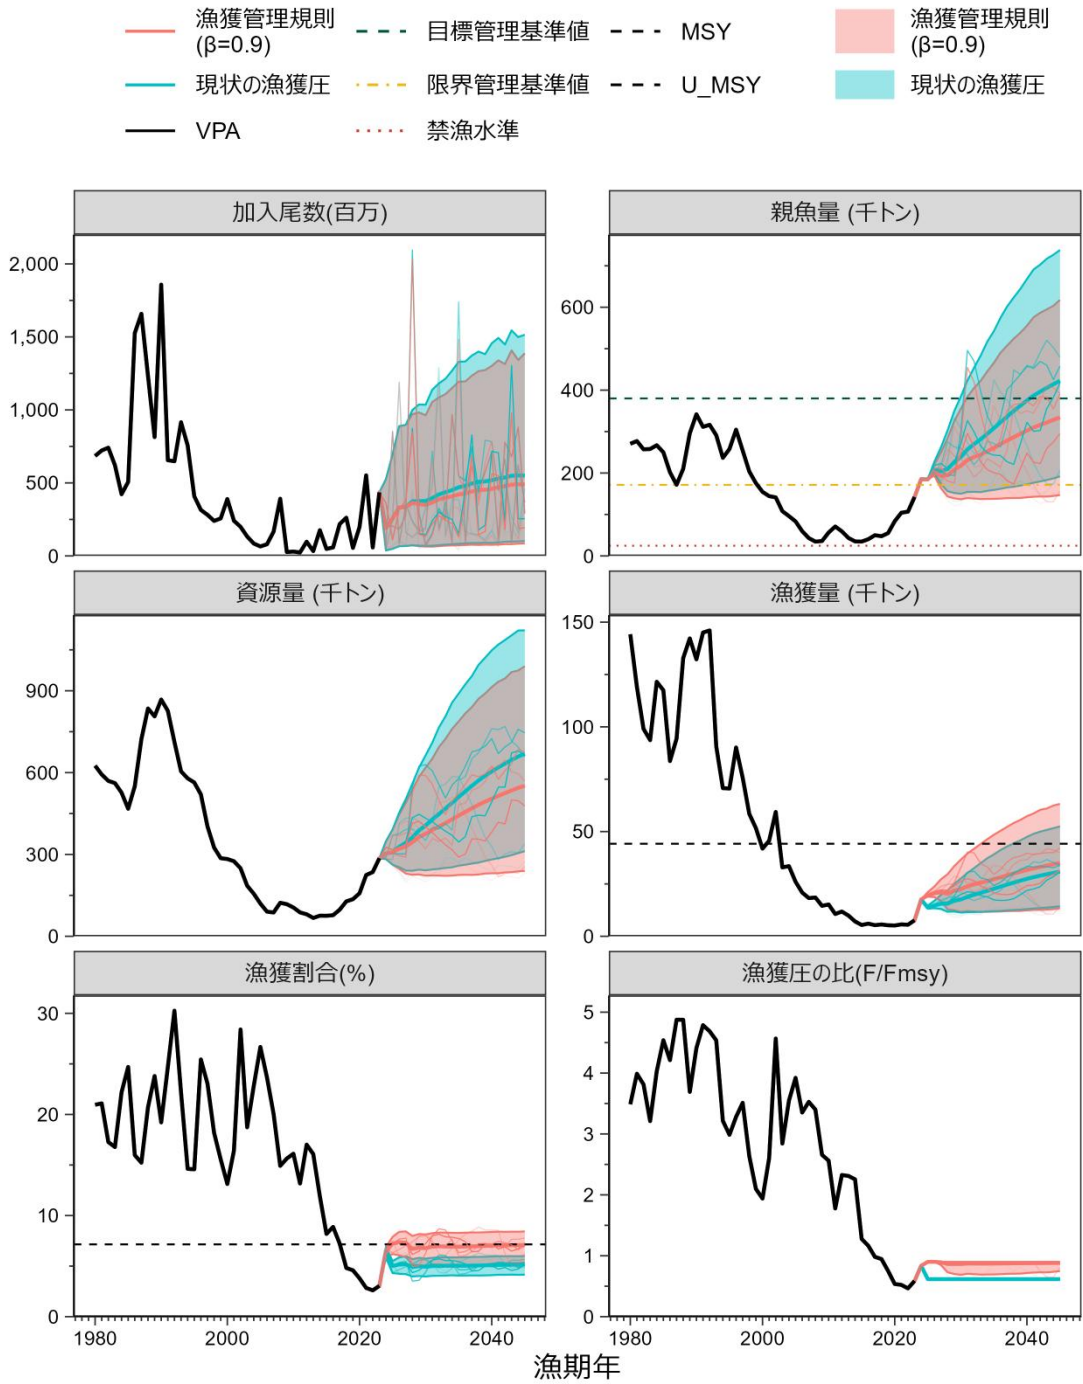 漁獲管理規則
(β=0.9)
目標管理基準値
MSY
漁獲管理規則
(β=0.9)
現状の漁獲圧
限界管理基準値
U_MSY
現状の漁獲圧
VPA
禁漁水準
加入尾数(百万)
2,000
1,500
1,000
500
0
親魚量 (千トン)
600
400
200
0
資源量 (千トン)
900
600
300
0
漁獲量 (千トン)
150
100
50
0
漁獲割合(%)
30
20
10
0
1980
2000
2020
2040
漁獲圧の比(F/Fmsy)
5
4
3
2
1
0
1980
2000
2020
2040
漁期年